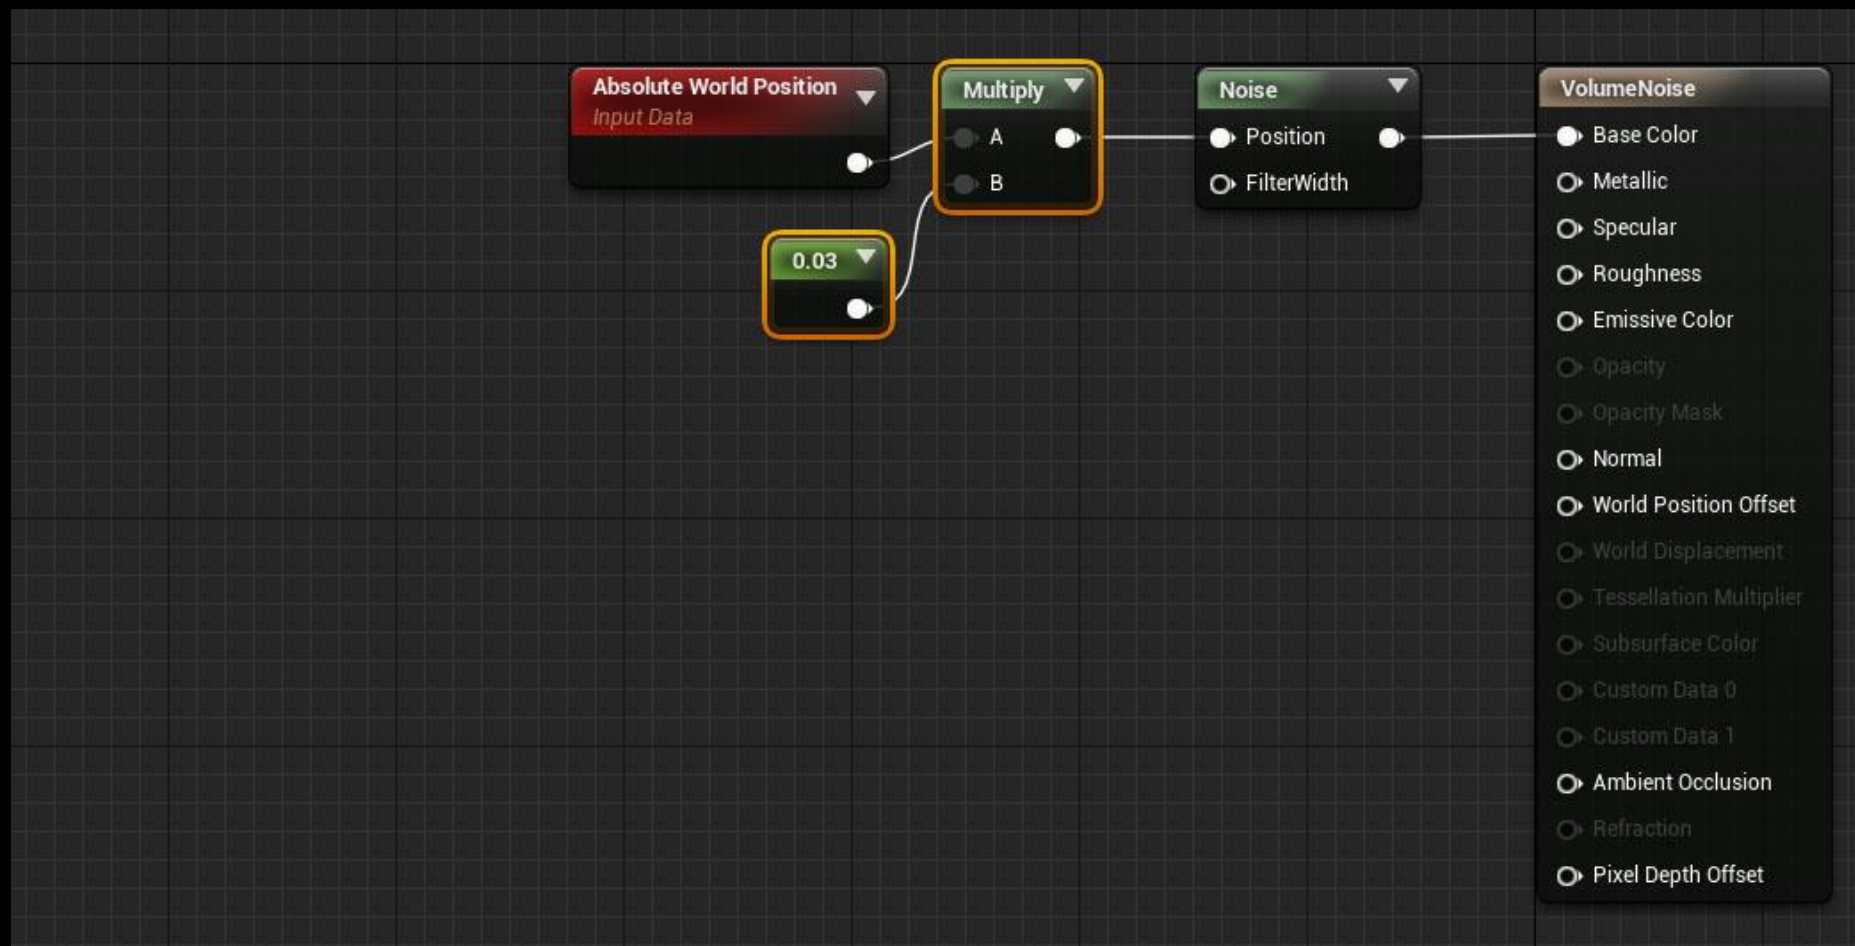 Absolute World Position
Input Data
Multiply
A
B
0.03
Noise
Position
FilterWidth
VolumeNoise
Base Color
Metallic
Specular
Roughness
Emissive Color
Opacity
Opacity Mask
Normal
World Position Offset
World Displacement
Tessellation Multiplier
Subsurface Color
Custom Data 0
Custom Data 1
Ambient Occlusion
Refraction
Pixel Depth Offset